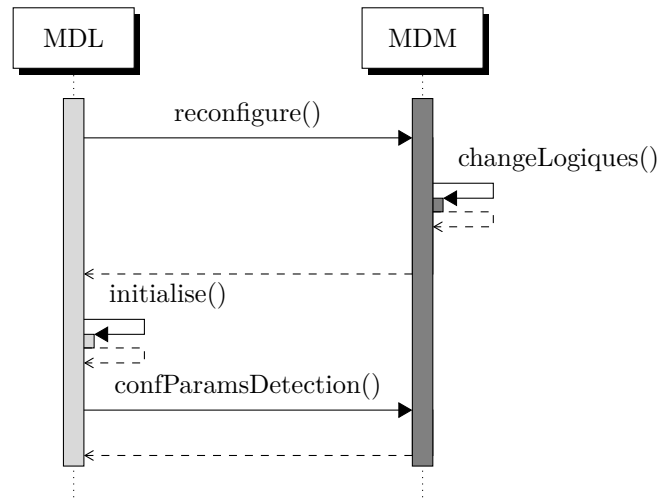 MDL
MDM
reconfigure()
changeLogiques()
initialise()
confParamsDetection()